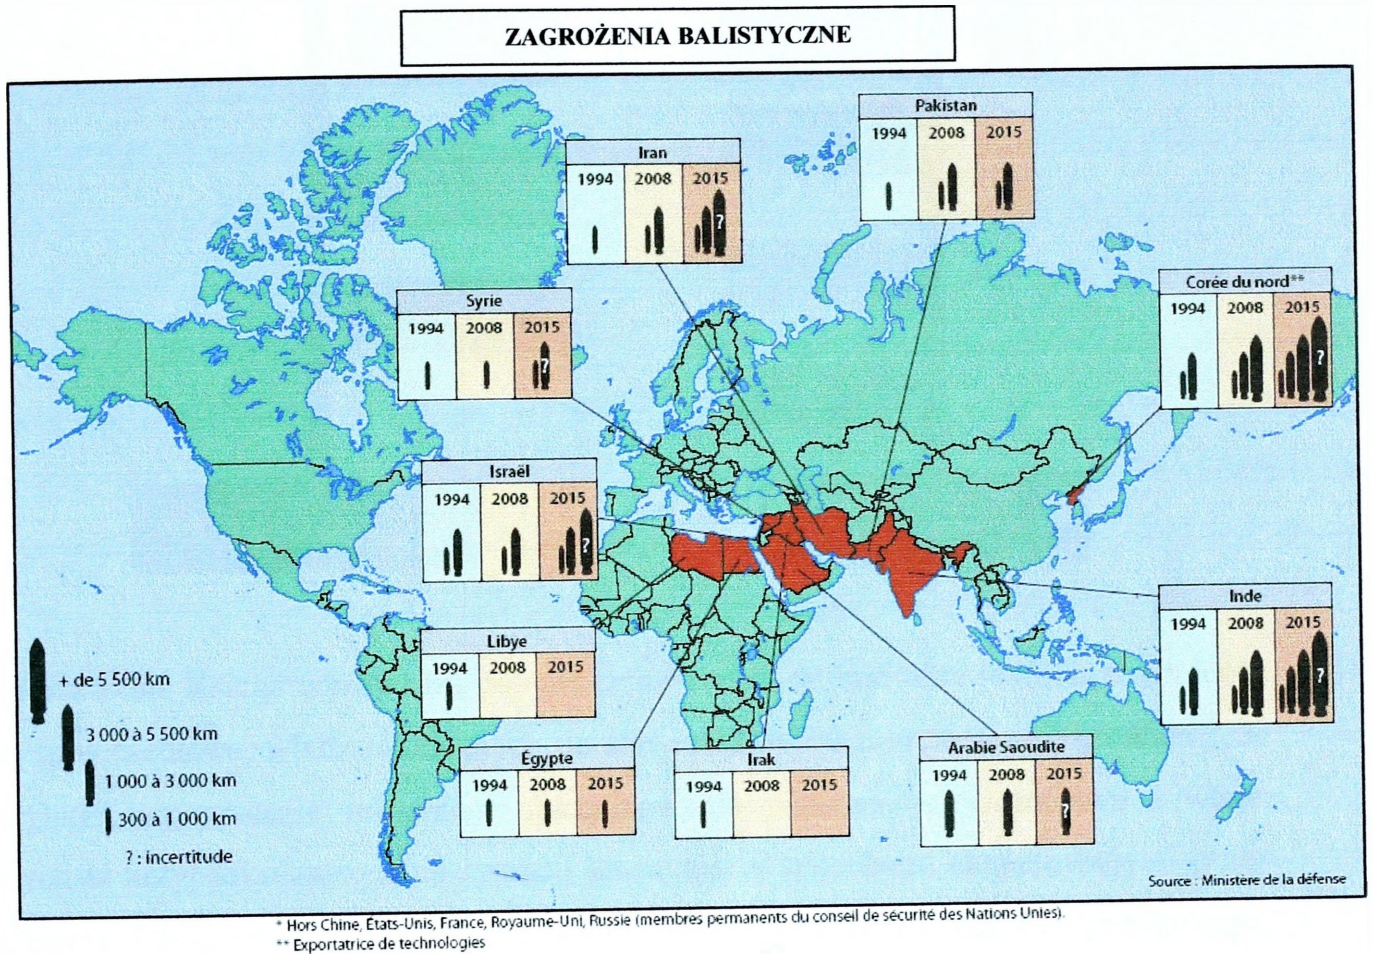 ZAGROŻENIA BALISTYCZNE
Pakistan
1994 2008 2015
Iran
1994 2008 2015
?
Corée du nord**
1994 2008 2015
?
Syrie
1994 2008 2015
?
Israël
1994 2008 2015
?
Inde
1994 2008 2015
?
Libye
1994 2008 2015
Égypte
1994 2008 2015
Irak
1994 2008 2015
Arabie Saoudite
1994 2008 2015
?
+ de 5 500 km
3 000 à 5 500 km
1 000 à 3 000 km
300 à 1 000 km
? : incertitude
Source : Ministère de la défense
* Hors Chine, États-Unis, France, Royaume-Uni, Russie (membres permanents du conseil de sécurité des Nations Unies).
** Exportatrice de technologies